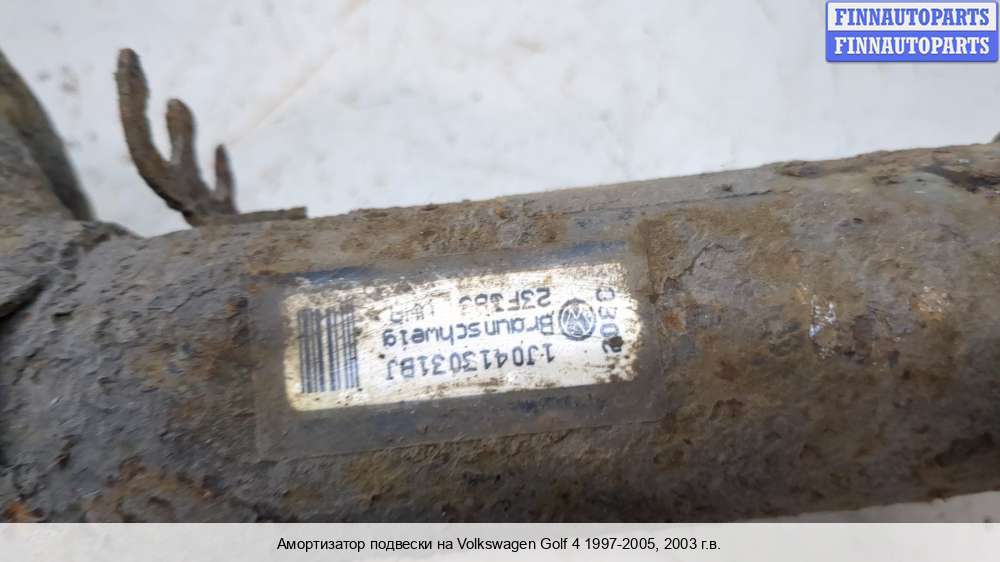 FINNAUTOPARTS
FINNAUTOPARTS
1J0413031BJ
Braunschweig
Амортизатор подвески на Volkswagen Golf 4 1997-2005, 2003 г.в.